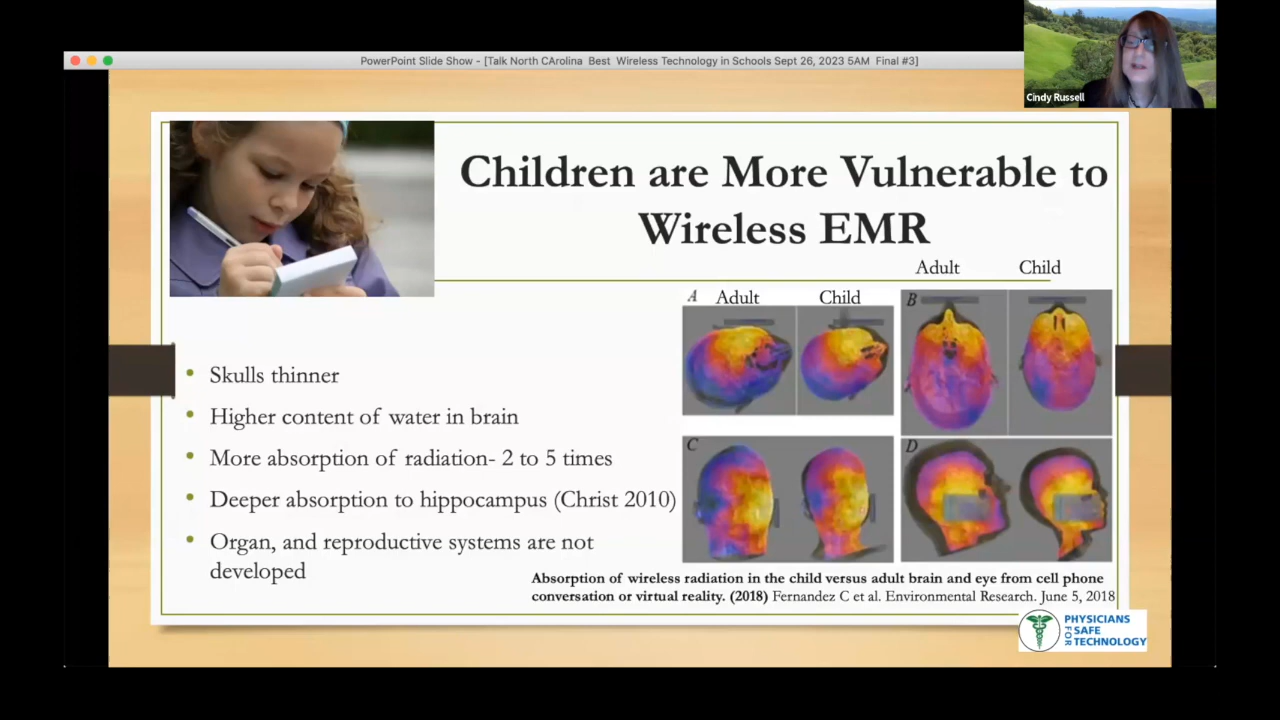 PowerPoint Slide Show - [Talk North CArolina Best Wireless Technology in Schools Sept 26, 2023 5AM Final #3]
Cindy Russell
Children are More Vulnerable to
Wireless EMR
Adult Child
A Adult Child
B
Skulls thinner
Higher content of water in brain
More absorption of radiation- 2 to 5 times
Deeper absorption to hippocampus (Christ 2010)
Organ, and reproductive systems are not
developed
C
D
Absorption of wireless radiation in the child versus adult brain and eye from cell phone
conversation or virtual reality. (2018) Fernandez C et al. Environmental Research. June 5, 2018
PHYSICIANS
FOR SAFE
TECHNOLOGY